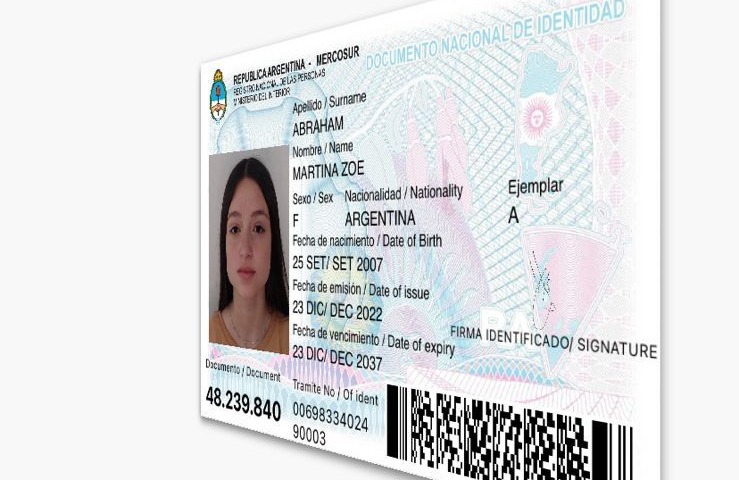 REPUBLICA ARGENTINA - MERCOSUR
REGISTRO NACIONAL DE LAS PERSONAS
MINISTERIO DEL INTERIOR
DOCUMENTO NACIONAL DE IDENTIDAD
Apellido / Surname
ABRAHAM
Nombre / Name
MARTINA ZOE
Sexo / Sex Nacionalidad / Nationality
F ARGENTINA
Ejemplar
A
Fecha de nacimiento / Date of Birth
25 SET/ SET 2007
Fecha de emisión / Date of issue
23 DIC/ DEC 2022
Fecha de vencimiento / Date of expiry
23 DIC/ DEC 2037
FIRMA IDENTIFICADO/ SIGNATURE
Documento / Document
48.239.840
Tramite No / Of ident
00698334024
90003